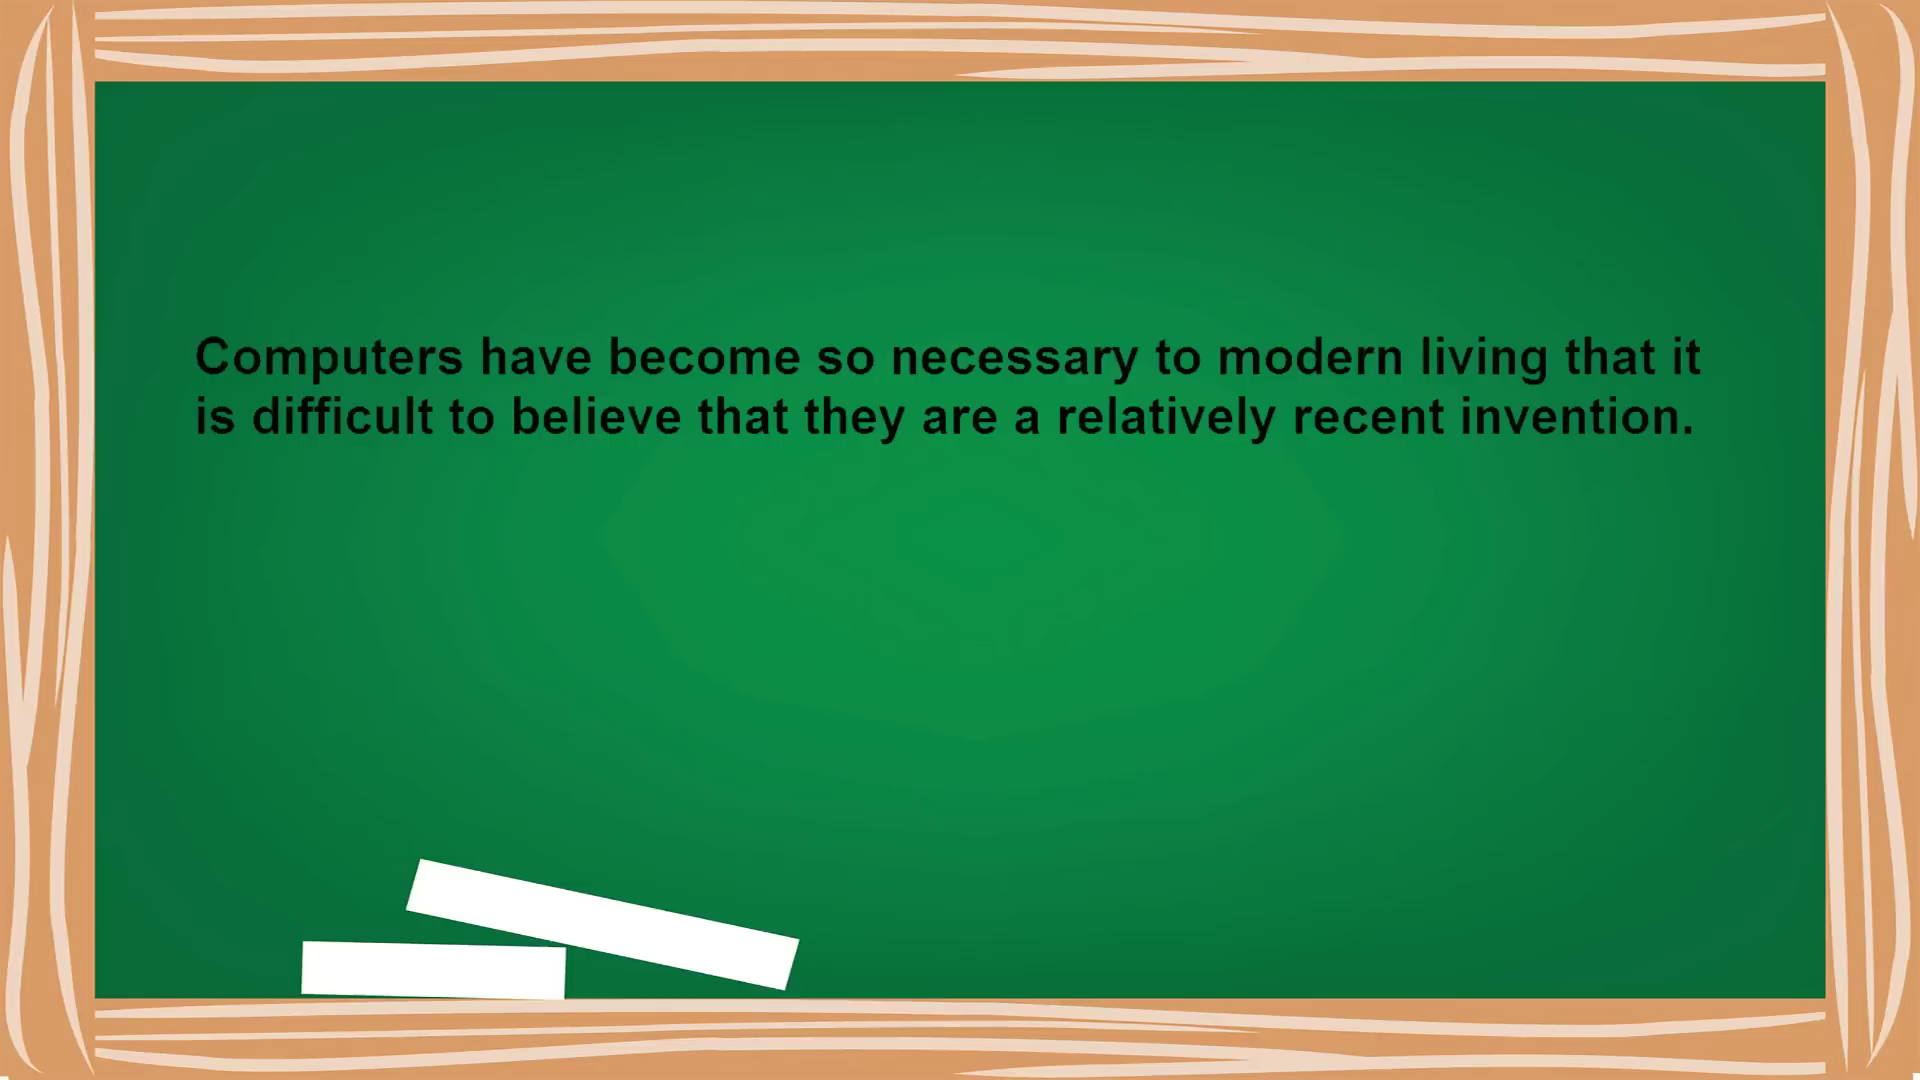 Computers have become so necessary to modern living that it
is difficult to believe that they are a relatively recent invention.